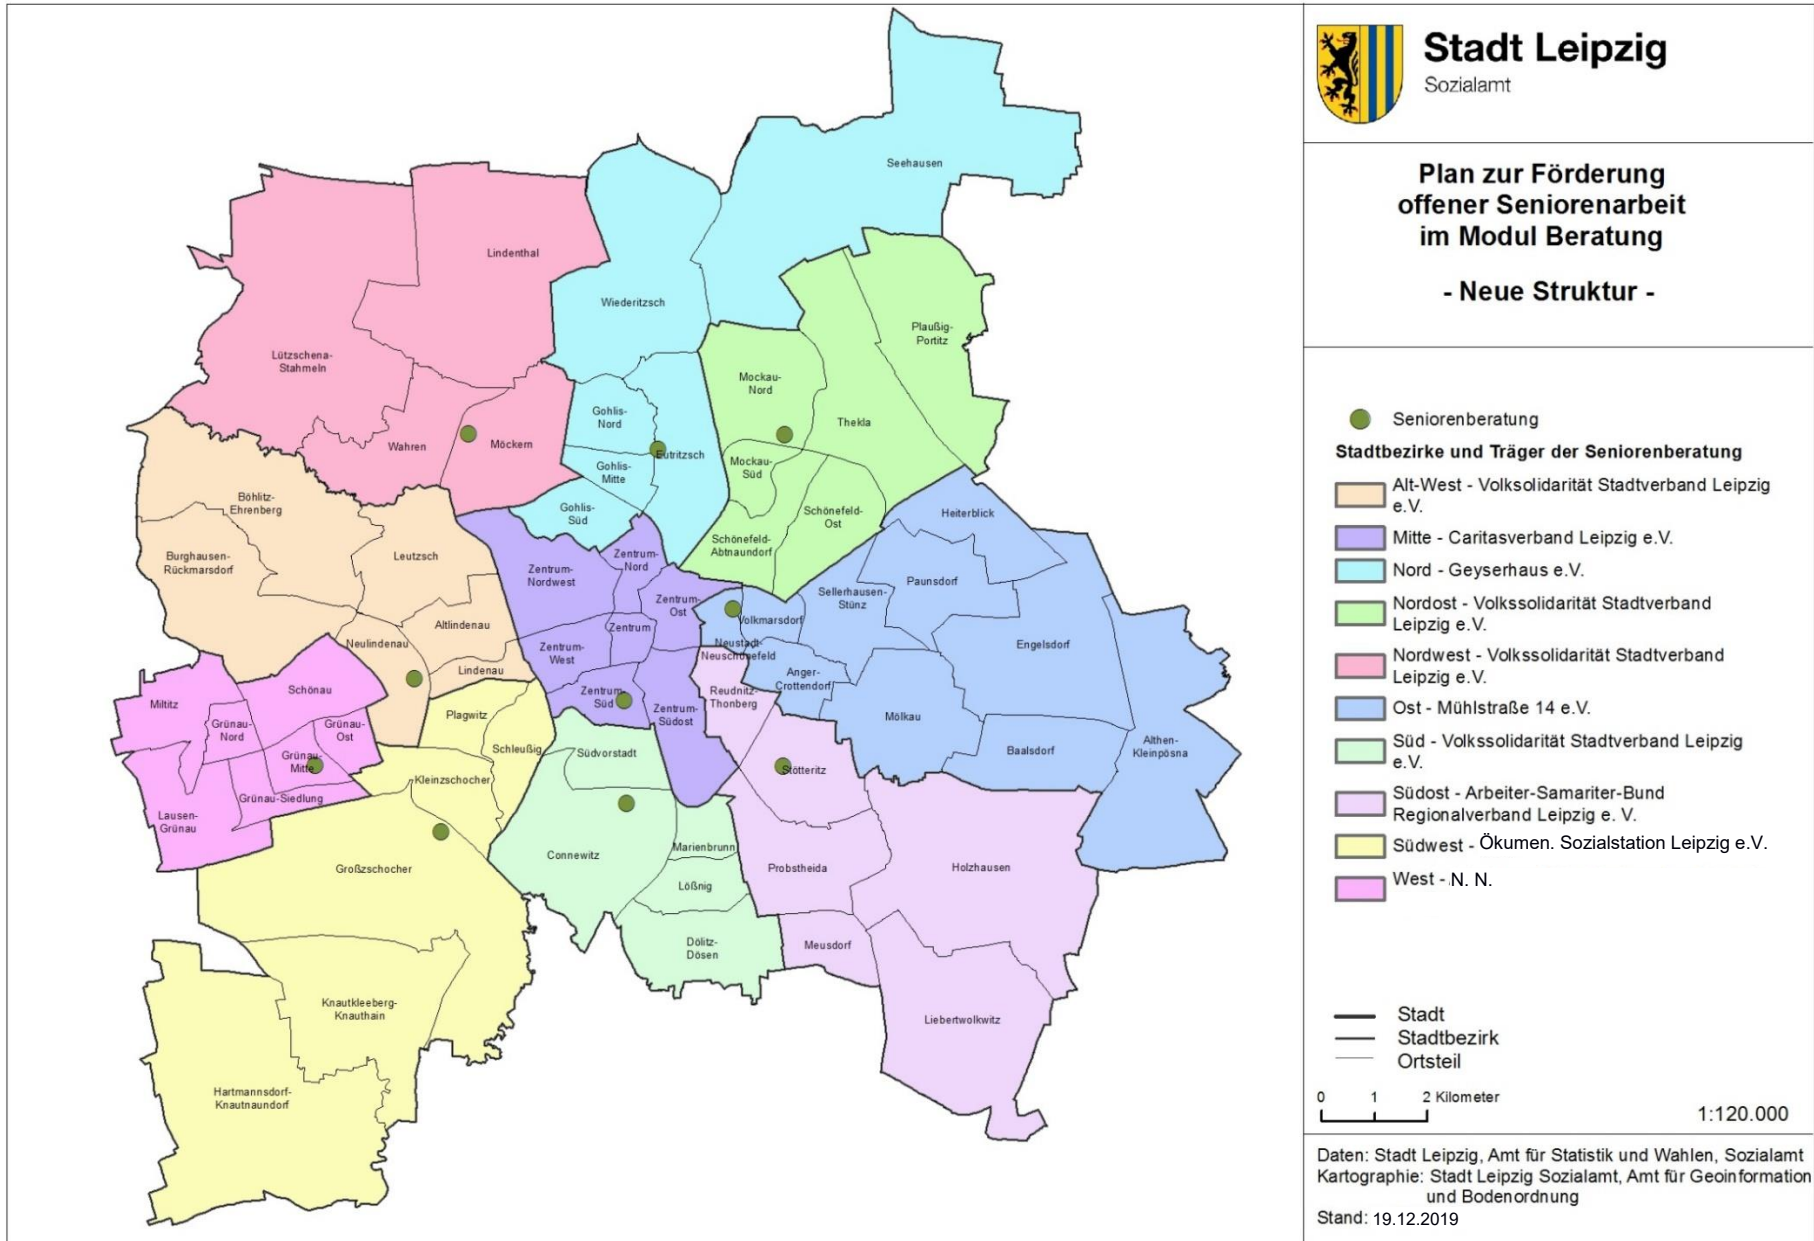 Stadt Leipzig
Sozialamt
Plan zur Förderung
offener Seniorenarbeit
im Modul Beratung
- Neue Struktur -
Seniorenberatung
Stadtbezirke und Träger der Seniorenberatung
Alt-West - Volksolidarität Stadtverband Leipzig
e.V.
Mitte - Caritasverband Leipzig e.V.
Nord - Geyserhaus e.V.
Nordost - Volkssolidarität Stadtverband
Leipzig e.V.
Nordwest - Volkssolidarität Stadtverband
Leipzig e.V.
Ost - Mühlstraße 14 e.V.
Süd - Volkssolidarität Stadtverband Leipzig
e.V.
Südost - Arbeiter-Samariter-Bund
Regionalverband Leipzig e. V.
Südwest - Ökumen. Sozialstation Leipzig e.V.
West - N. N.
Stadt
Stadtbezirk
Ortsteil
0 1 2 Kilometer
1:120.000
Daten: Stadt Leipzig, Amt für Statistik und Wahlen, Sozialamt
Kartographie: Stadt Leipzig Sozialamt, Amt für Geoinformation
und Bodenordnung
Stand: 19.12.2019
Seehausen
Lindenthal
Wiederitzsch
Plaußig-
Portitz
Lützschena-
Stahmeln
Mockau-
Nord
Thekla
Gohlis-
Nord
Wahren
Möckern
Eutritzsch
Gohlis-
Mitte
Mockau-
Süd
Böhlitz-
Ehrenberg
Gohlis-
Süd
Schönefeld-
Ost
Heiterblick
Schönefeld-
Abtnaundorf
Burghausen-
Rückmarsdorf
Leutzsch
Zentrum-
Nordwest
Zentrum-
Nord
Paunsdorf
Sellerhausen-
Stünz
Zentrum-
Ost
Volkmarsdorf
Altlindenau
Zentrum
Neulindenau
Zentrum-
West
Neustadt-
Neuschönefeld
Engelsdorf
Lindenau
Anger-
Crottendorf
Schönau
Miltitz
Zentrum-
Süd
Reudnitz-
Thonberg
Zentrum-
Südost
Plagwitz
Mölkau
Grünau-
Nord
Grünau-
Ost
Schleußig
Südvorstadt
Baalsdorf
Althen-
Kleinpösna
Grünau-
Mitte
Stötteritz
Kleinzschocher
Grünau-Siedlung
Lausen-
Grünau
Marienbrunn
Connewitz
Großzschocher
Probstheida
Holzhausen
Lößnig
Dölitz-
Dösen
Meusdorf
Knautkleeberg-
Knauthain
Liebertwolkwitz
Hartmannsdorf-
Knautnaundorf